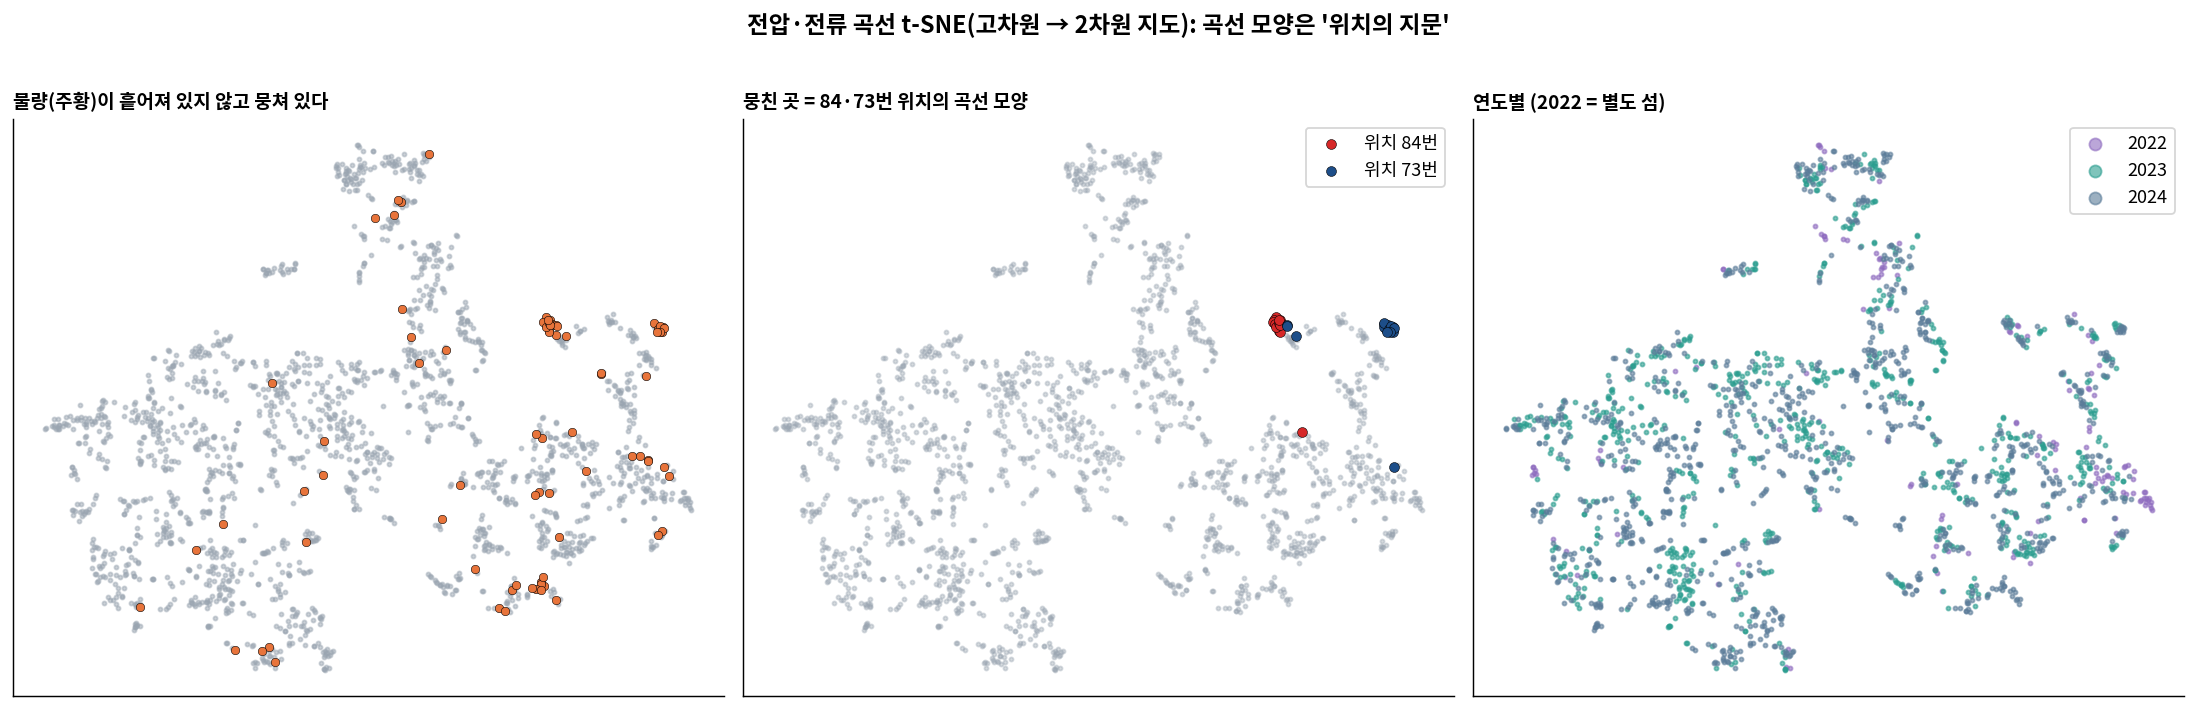 전압·전류 곡선 t-SNE(고차원 → 2차원 지도): 곡선 모양은 '위치의 지문'
물량(주황)이 흩어져 있지 않고 뭉쳐 있다
뭉친 곳 = 84·73번 위치의 곡선 모양
위치 84번
위치 73번
연도별 (2022 = 별도 섬)
2022
2023
2024